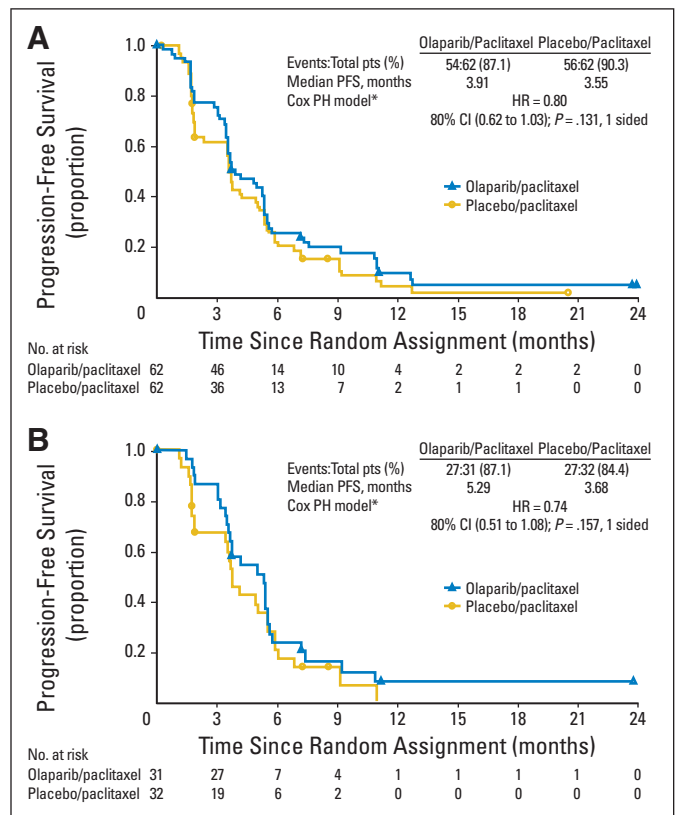 A
Olaparib/Paclitaxel Placebo/Paclitaxel
Events:Total pts (%) 54:62 (87.1) 56:62 (90.3)
Median PFS, months 3.91 3.55
Cox PH model* HR = 0.80
80% CI (0.62 to 1.03); P = .131, 1 sided
Olaparib/paclitaxel
Placebo/paclitaxel
Progression-Free Survival
(proportion)
1.0
0.8
0.6
0.4
0.2
0 3 6 9 12 15 18 21 24
Time Since Random Assignment (months)
No. at risk
Olaparib/paclitaxel 62 46 14 10 4 2 2 2 0
Placebo/paclitaxel 62 36 13 7 2 1 1 0 0
B
Olaparib/Paclitaxel Placebo/Paclitaxel
Events:Total pts (%) 27:31 (87.1) 27:32 (84.4)
Median PFS, months 5.29 3.68
Cox PH model* HR = 0.74
80% CI (0.51 to 1.08); P = .157, 1 sided
Olaparib/paclitaxel
Placebo/paclitaxel
Progression-Free Survival
(proportion)
1.0
0.8
0.6
0.4
0.2
0 3 6 9 12 15 18 21 24
Time Since Random Assignment (months)
No. at risk
Olaparib/paclitaxel 31 27 7 4 1 1 1 1 0
Placebo/paclitaxel 32 19 6 2 0 0 0 0 0